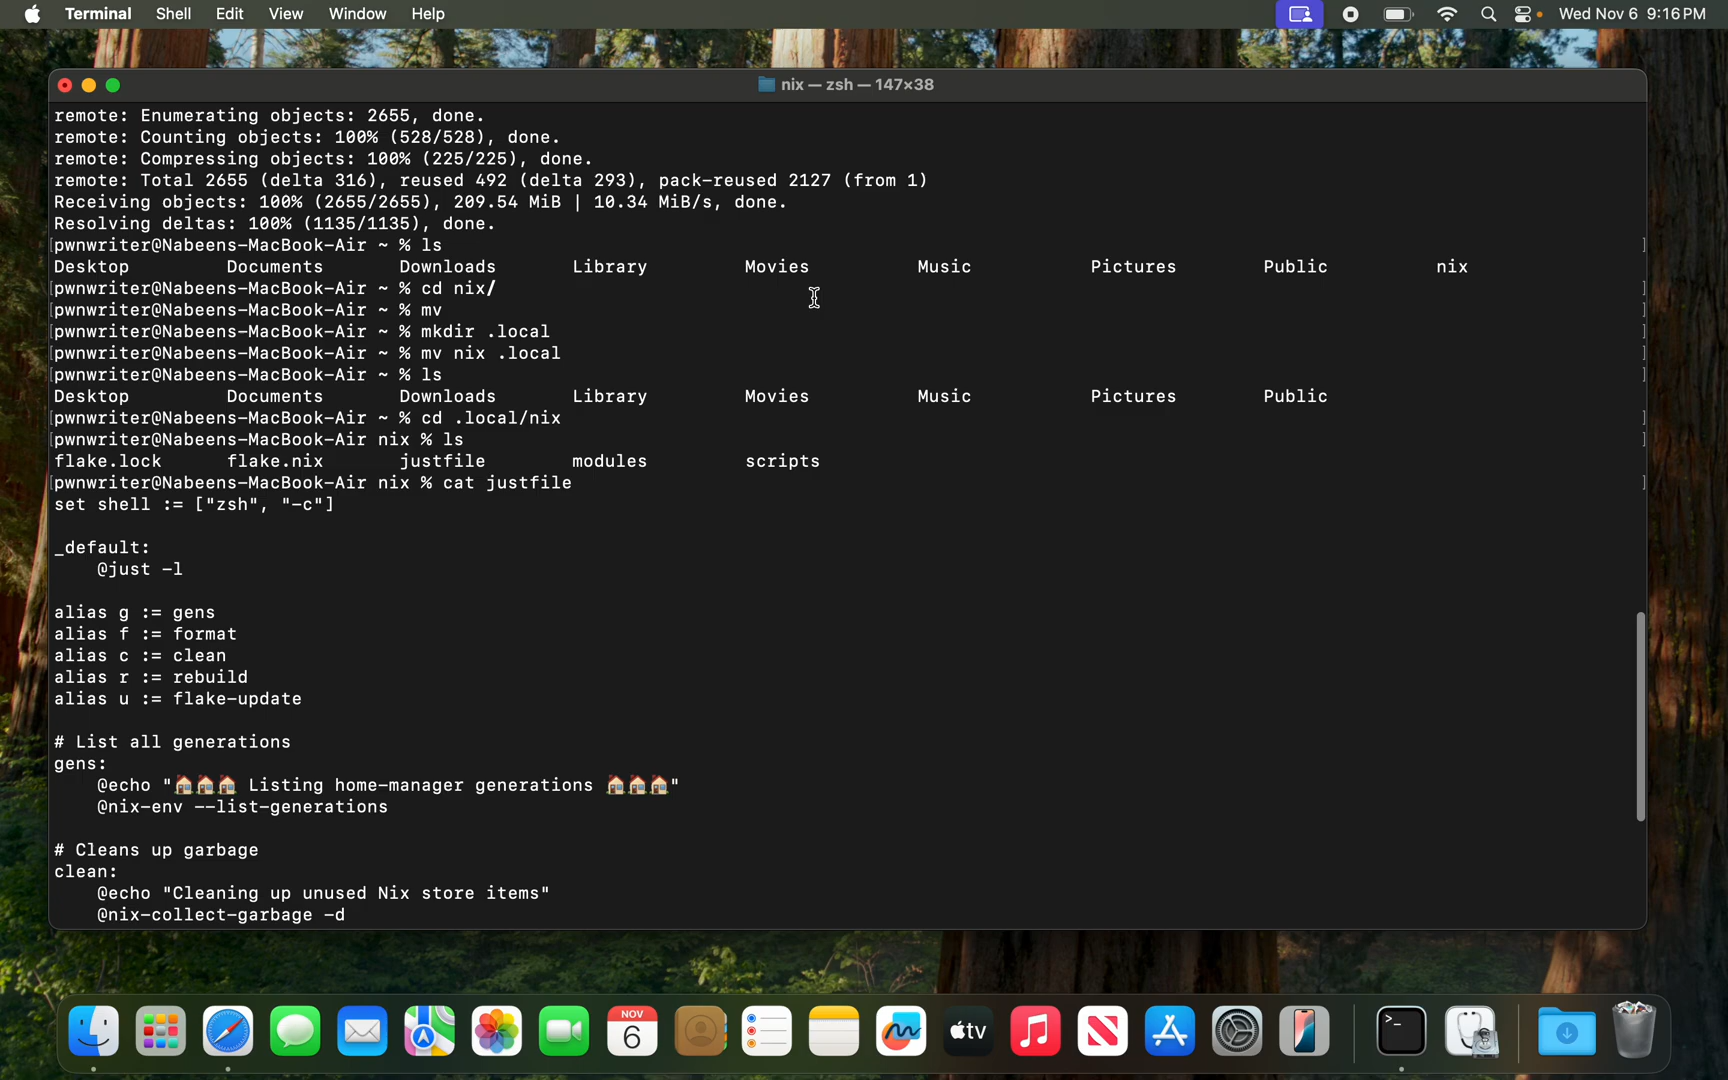 Terminal Shell Edit View Window Help Wed Nov 6 9:16 PM
nix — zsh — 147×38
remote: Enumerating objects: 2655, done.
remote: Counting objects: 100% (528/528), done.
remote: Compressing objects: 100% (225/225), done.
remote: Total 2655 (delta 316), reused 492 (delta 293), pack-reused 2127 (from 1)
Receiving objects: 100% (2655/2655), 209.54 MiB | 10.34 MiB/s, done.
Resolving deltas: 100% (1135/1135), done.
[pwnwriter@Nabeens-MacBook-Air ~ % ls ]
Desktop Documents Downloads Library Movies Music Pictures Public nix
[pwnwriter@Nabeens-MacBook-Air ~ % cd nix/ ]
[pwnwriter@Nabeens-MacBook-Air ~ % mv ]
[pwnwriter@Nabeens-MacBook-Air ~ % mkdir .local ]
[pwnwriter@Nabeens-MacBook-Air ~ % mv nix .local ]
[pwnwriter@Nabeens-MacBook-Air ~ % ls ]
Desktop Documents Downloads Library Movies Music Pictures Public
[pwnwriter@Nabeens-MacBook-Air ~ % cd .local/nix ]
[pwnwriter@Nabeens-MacBook-Air nix % ls ]
flake.lock flake.nix justfile modules scripts
[pwnwriter@Nabeens-MacBook-Air nix % cat justfile ]
set shell := ["zsh", "-c"]
_default:
@just -l
alias g := gens
alias f := format
alias c := clean
alias r := rebuild
alias u := flake-update
# List all generations
gens:
@echo "🏠🏠🏠 Listing home-manager generations 🏠🏠🏠"
@nix-env --list-generations
# Cleans up garbage
clean:
@echo "Cleaning up unused Nix store items"
@nix-collect-garbage -d
NOV
6
tv
>_